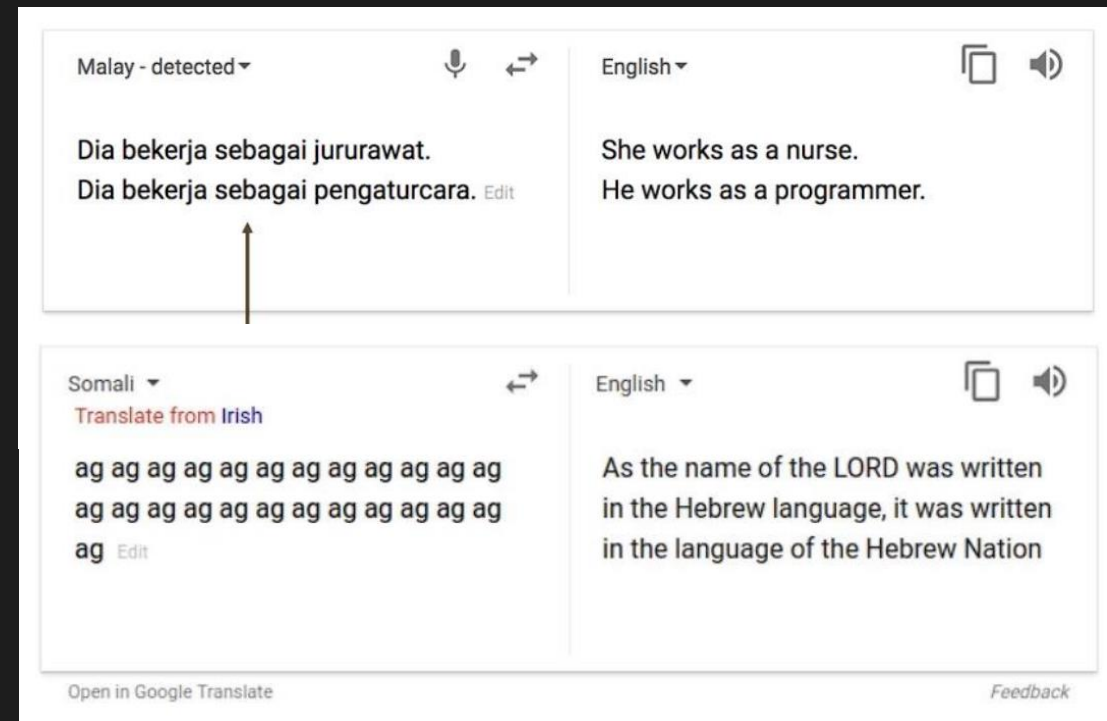 Malay - detected
English
Dia bekerja sebagai jururawat.
Dia bekerja sebagai pengaturcara. Edit
She works as a nurse.
He works as a programmer.
Somali
Translate from Irish
English
ag ag ag ag ag ag ag ag ag ag ag ag
ag ag ag ag ag ag ag ag ag ag ag ag
ag Edit
As the name of the LORD was written
in the Hebrew language, it was written
in the language of the Hebrew Nation
Open in Google Translate
Feedback